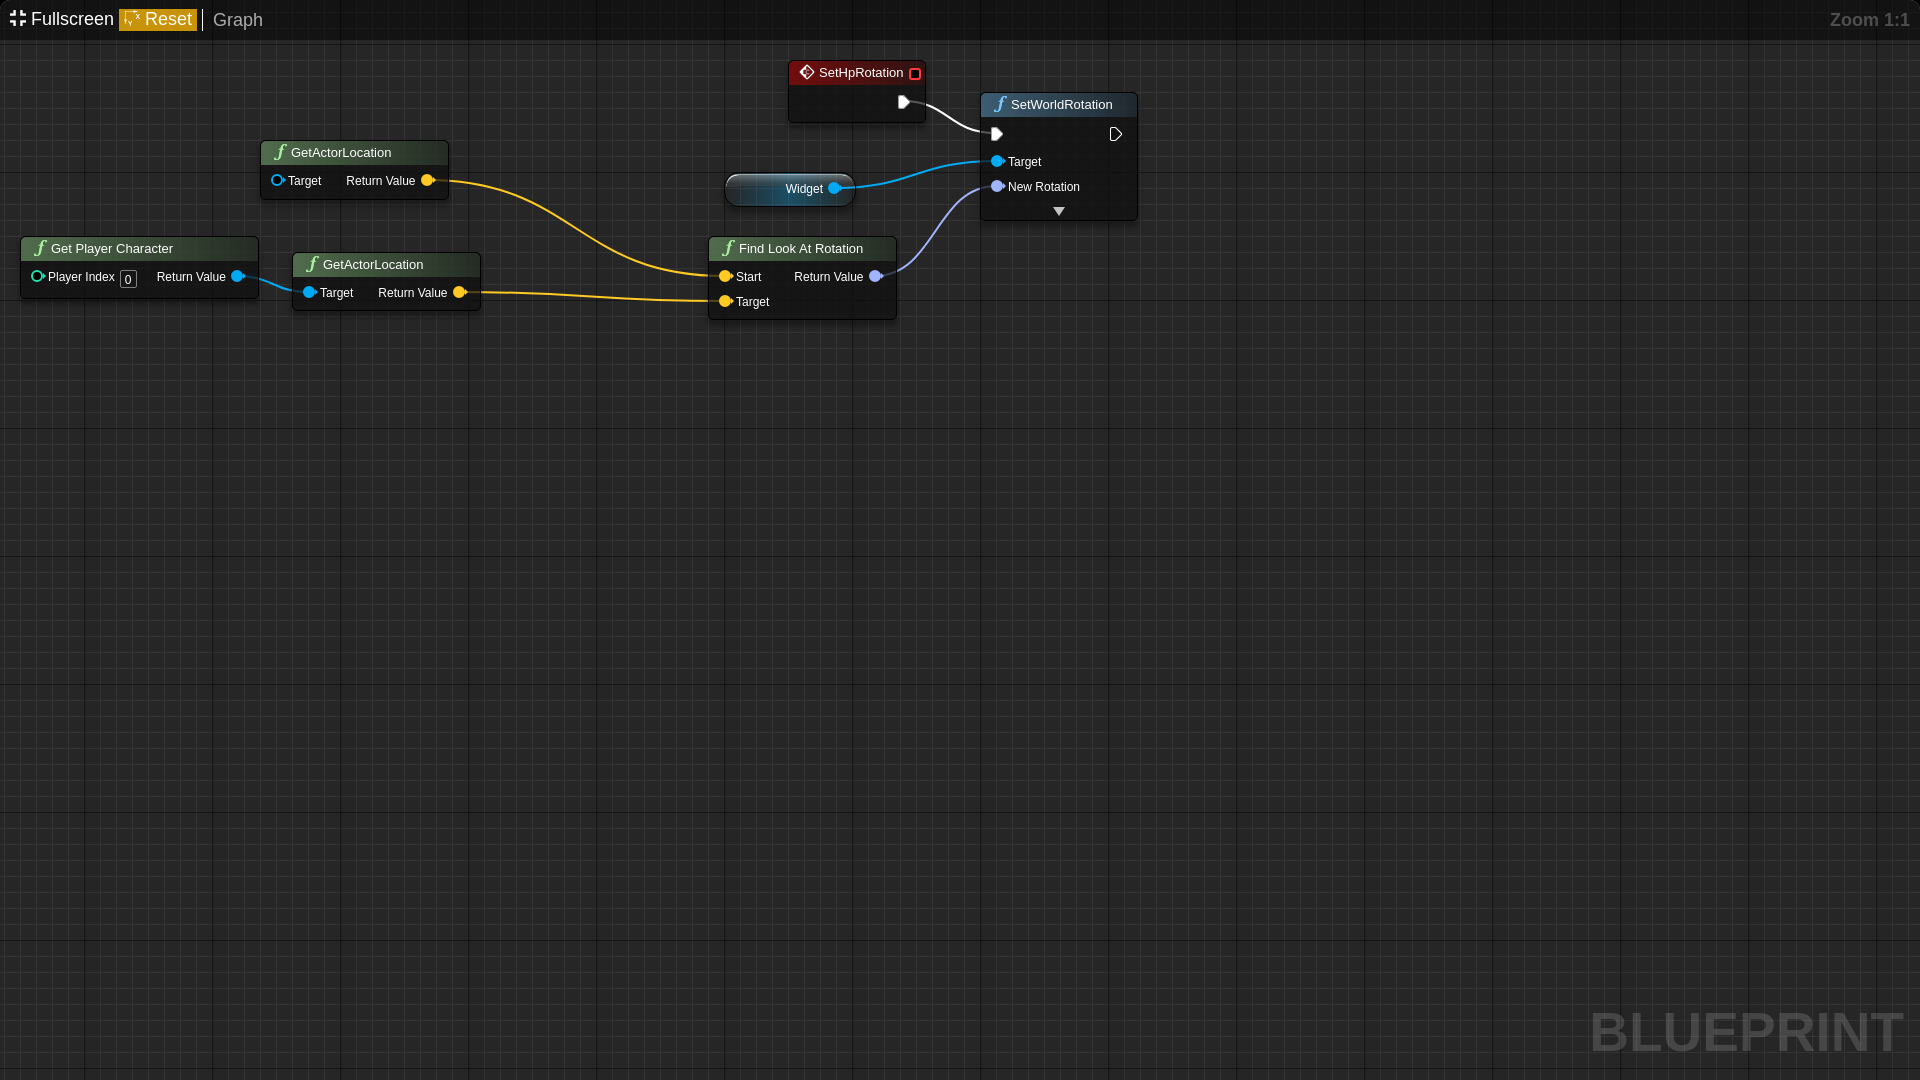 Fullscreen Reset Graph Zoom 1:1
SetHpRotation
SetWorldRotation
Target
New Rotation
GetActorLocation
Target Return Value
Widget
Get Player Character
Player Index 0 Return Value
GetActorLocation
Target Return Value
Find Look At Rotation
Start Return Value
Target
BLUEPRINT